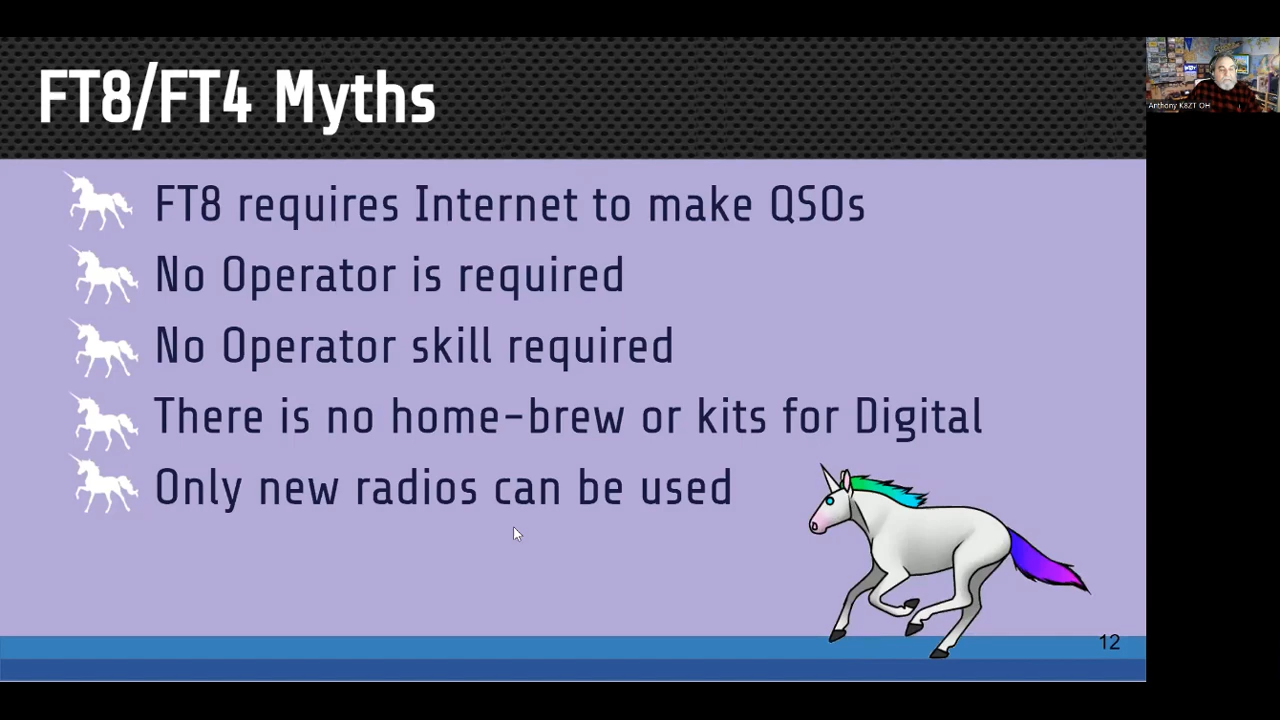 FT8/FT4 Myths
Anthony K8ZT OH
FT8 requires Internet to make QSOs
No Operator is required
No Operator skill required
There is no home-brew or kits for Digital
Only new radios can be used
12